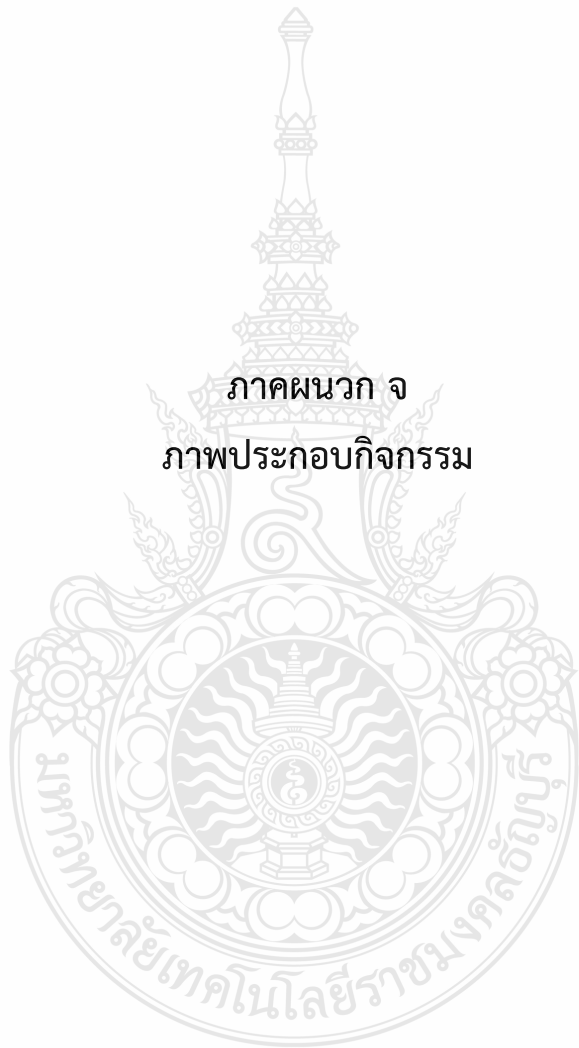 ภาคผนวก จ
ภาพประกอบกิจกรรม
มหาวิทยาลัยเทคโนโลยีราชมงคลธัญบุรี